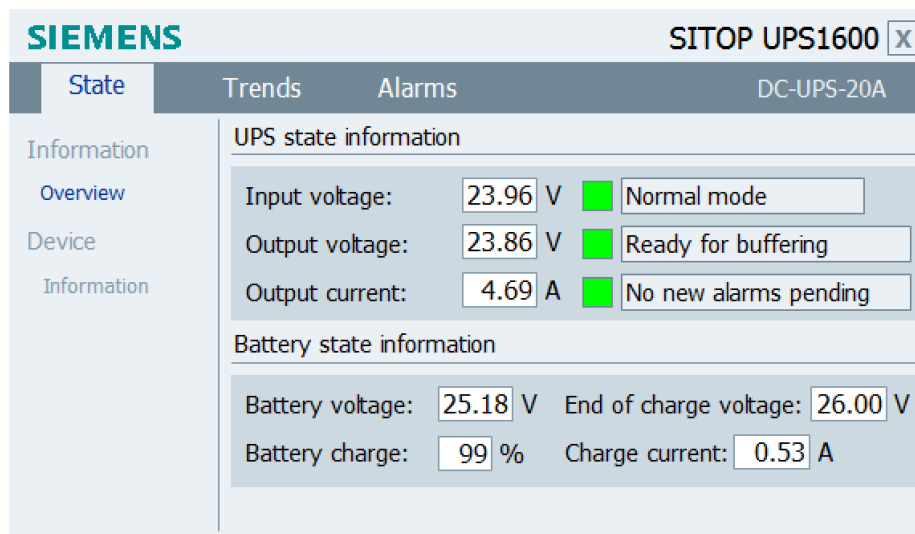 SIEMENS SITOP UPS1600 X
State Trends Alarms DC-UPS-20A
Information
Overview
Device
Information
UPS state information
Input voltage: 23.96 V Normal mode
Output voltage: 23.86 V Ready for buffering
Output current: 4.69 A No new alarms pending
Battery state information
Battery voltage: 25.18 V End of charge voltage: 26.00 V
Battery charge: 99 % Charge current: 0.53 A